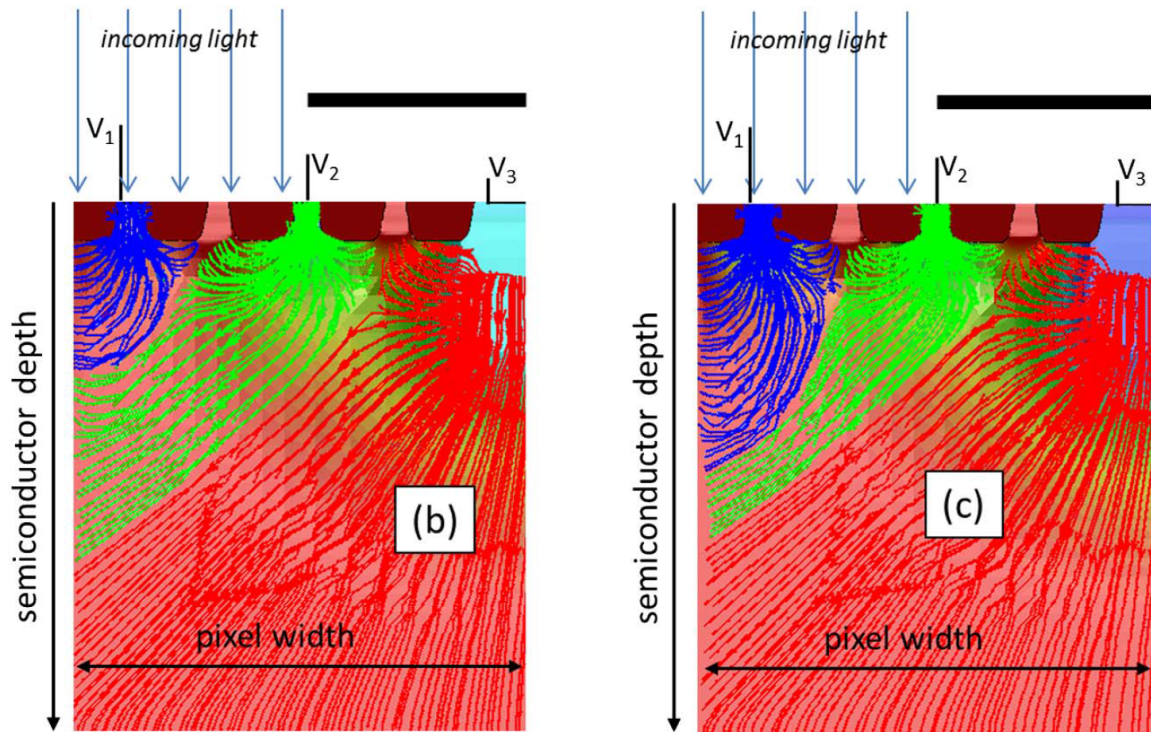 incoming light
V₁
V₂
V₃
semiconductor depth
(b)
pixel width
incoming light
V₁
V₂
V₃
semiconductor depth
(c)
pixel width